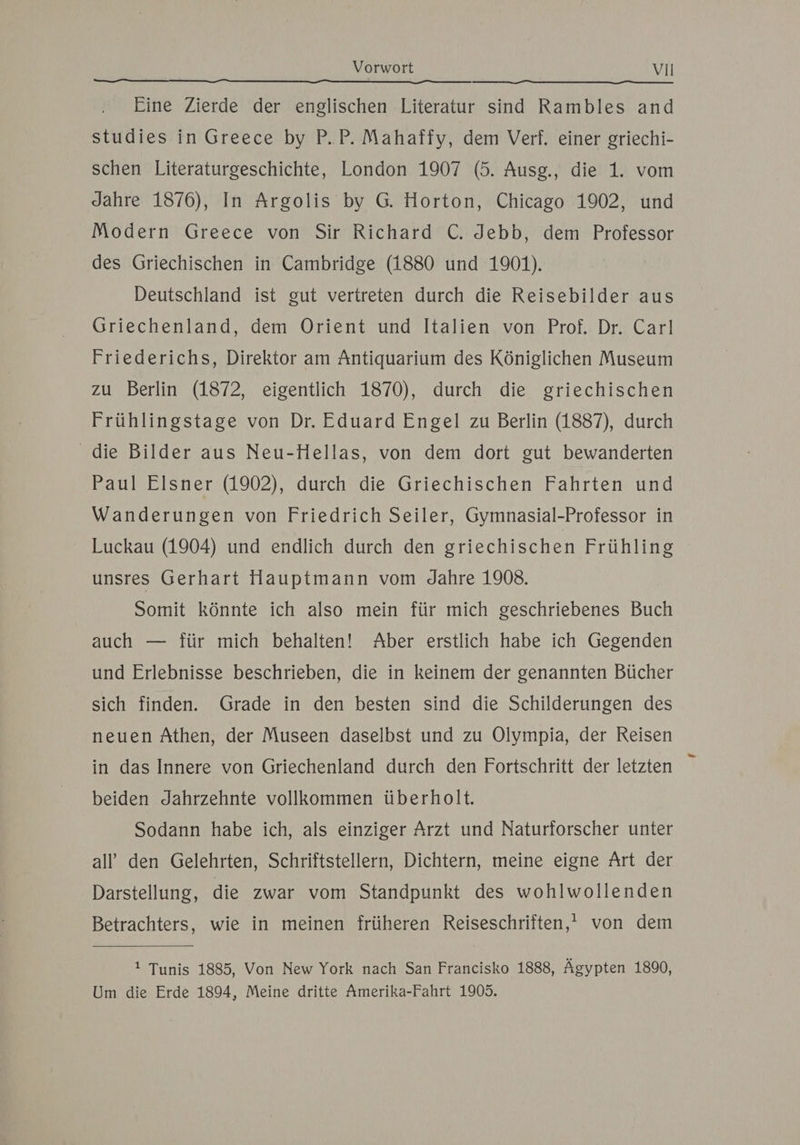 Vorwort VII
Eine Zierde der englischen Literatur sind Rambles and
studies in Greece by P. P. Mahaffy, dem Verf. einer griechi-
schen Literaturgeschichte, London 1907 (5. Ausg., die 1. vom
Jahre 1876), In Argolis by G. Horton, Chicago 1902, und
Modern Greece von Sir Richard C. Jebb, dem Professor
des Griechischen in Cambridge (1880 und 1901).
Deutschland ist gut vertreten durch die Reisebilder aus
Griechenland, dem Orient und Italien von Prof. Dr. Carl
Friederichs, Direktor am Antiquarium des Königlichen Museum
zu Berlin (1872, eigentlich 1870), durch die griechischen
Frühlingstage von Dr. Eduard Engel zu Berlin (1887), durch
die Bilder aus Neu-Hellas, von dem dort gut bewanderten
Paul Elsner (1902), durch die Griechischen Fahrten und
Wanderungen von Friedrich Seiler, Gymnasial-Professor in
Luckau (1904) und endlich durch den griechischen Frühling
unsres Gerhart Hauptmann vom Jahre 1908.
Somit könnte ich also mein für mich geschriebenes Buch
auch — für mich behalten! Aber erstlich habe ich Gegenden
und Erlebnisse beschrieben, die in keinem der genannten Bücher
sich finden. Grade in den besten sind die Schilderungen des
neuen Athen, der Museen daselbst und zu Olympia, der Reisen
in das Innere von Griechenland durch den Fortschritt der letzten
beiden Jahrzehnte vollkommen überholt.
Sodann habe ich, als einziger Arzt und Naturforscher unter
all’ den Gelehrten, Schriftstellern, Dichtern, meine eigne Art der
Darstellung, die zwar vom Standpunkt des wohlwollenden
Betrachters, wie in meinen früheren Reiseschriften,¹ von dem
¹ Tunis 1885, Von New York nach San Francisko 1888, Ägypten 1890,
Um die Erde 1894, Meine dritte Amerika-Fahrt 1905.